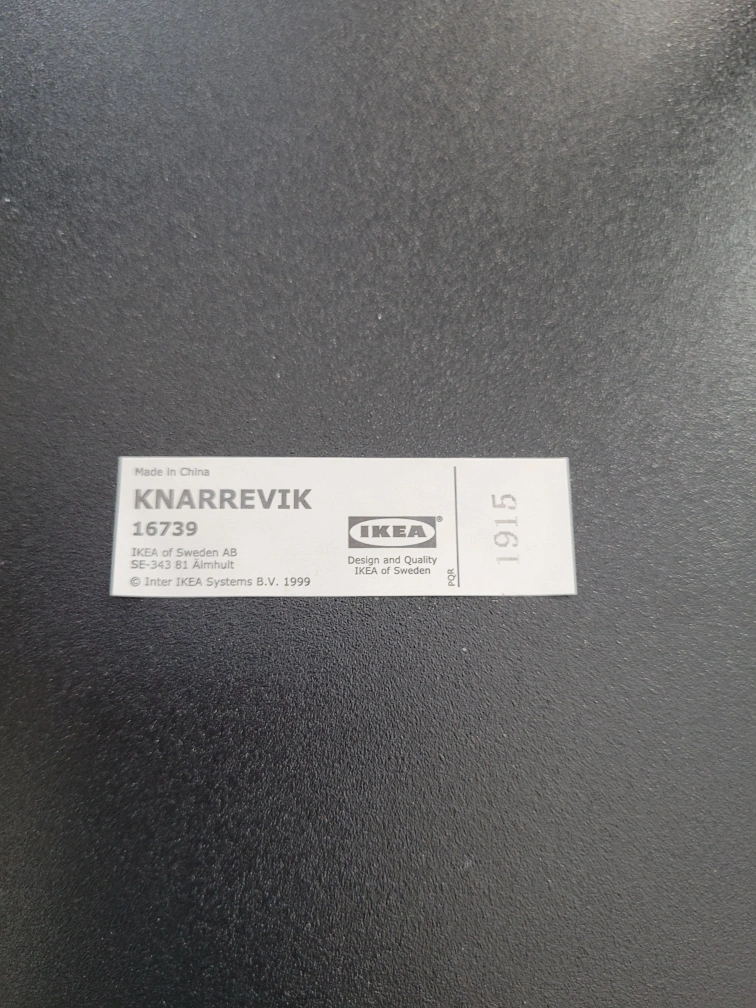 Made in China
KNARREVIK
16739
IKEA of Sweden AB
SE-343 81 Älmhult
© Inter IKEA Systems B.V. 1999
IKEA®
Design and Quality
IKEA of Sweden
PQR
1915